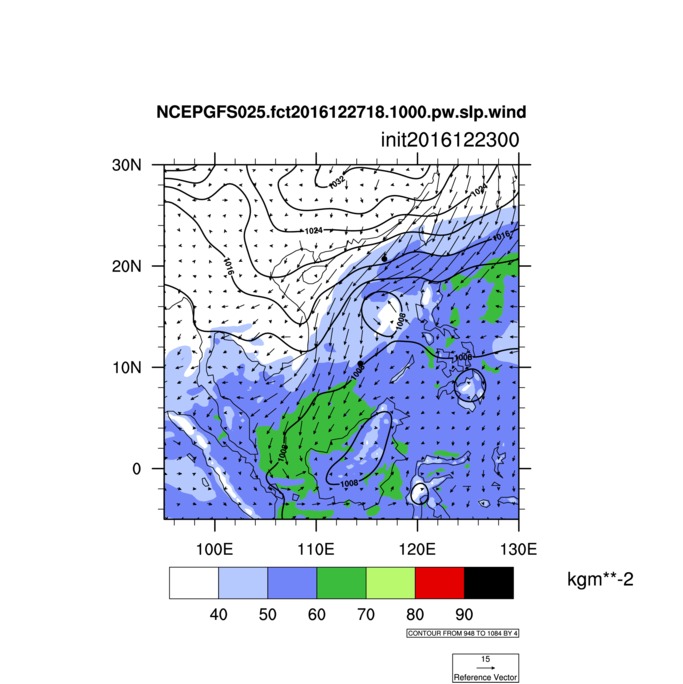 NCEPGFS025.fct2016122718.1000.pw.slp.wind
init2016122300
30N
20N
10N
0
1032
1024
1024
1016
1016
1008
1008
1008
1008
1008
100E 110E 120E 130E
kgm**-2
40 50 60 70 80 90
CONTOUR FROM 948 TO 1084 BY 4
15
Reference Vector